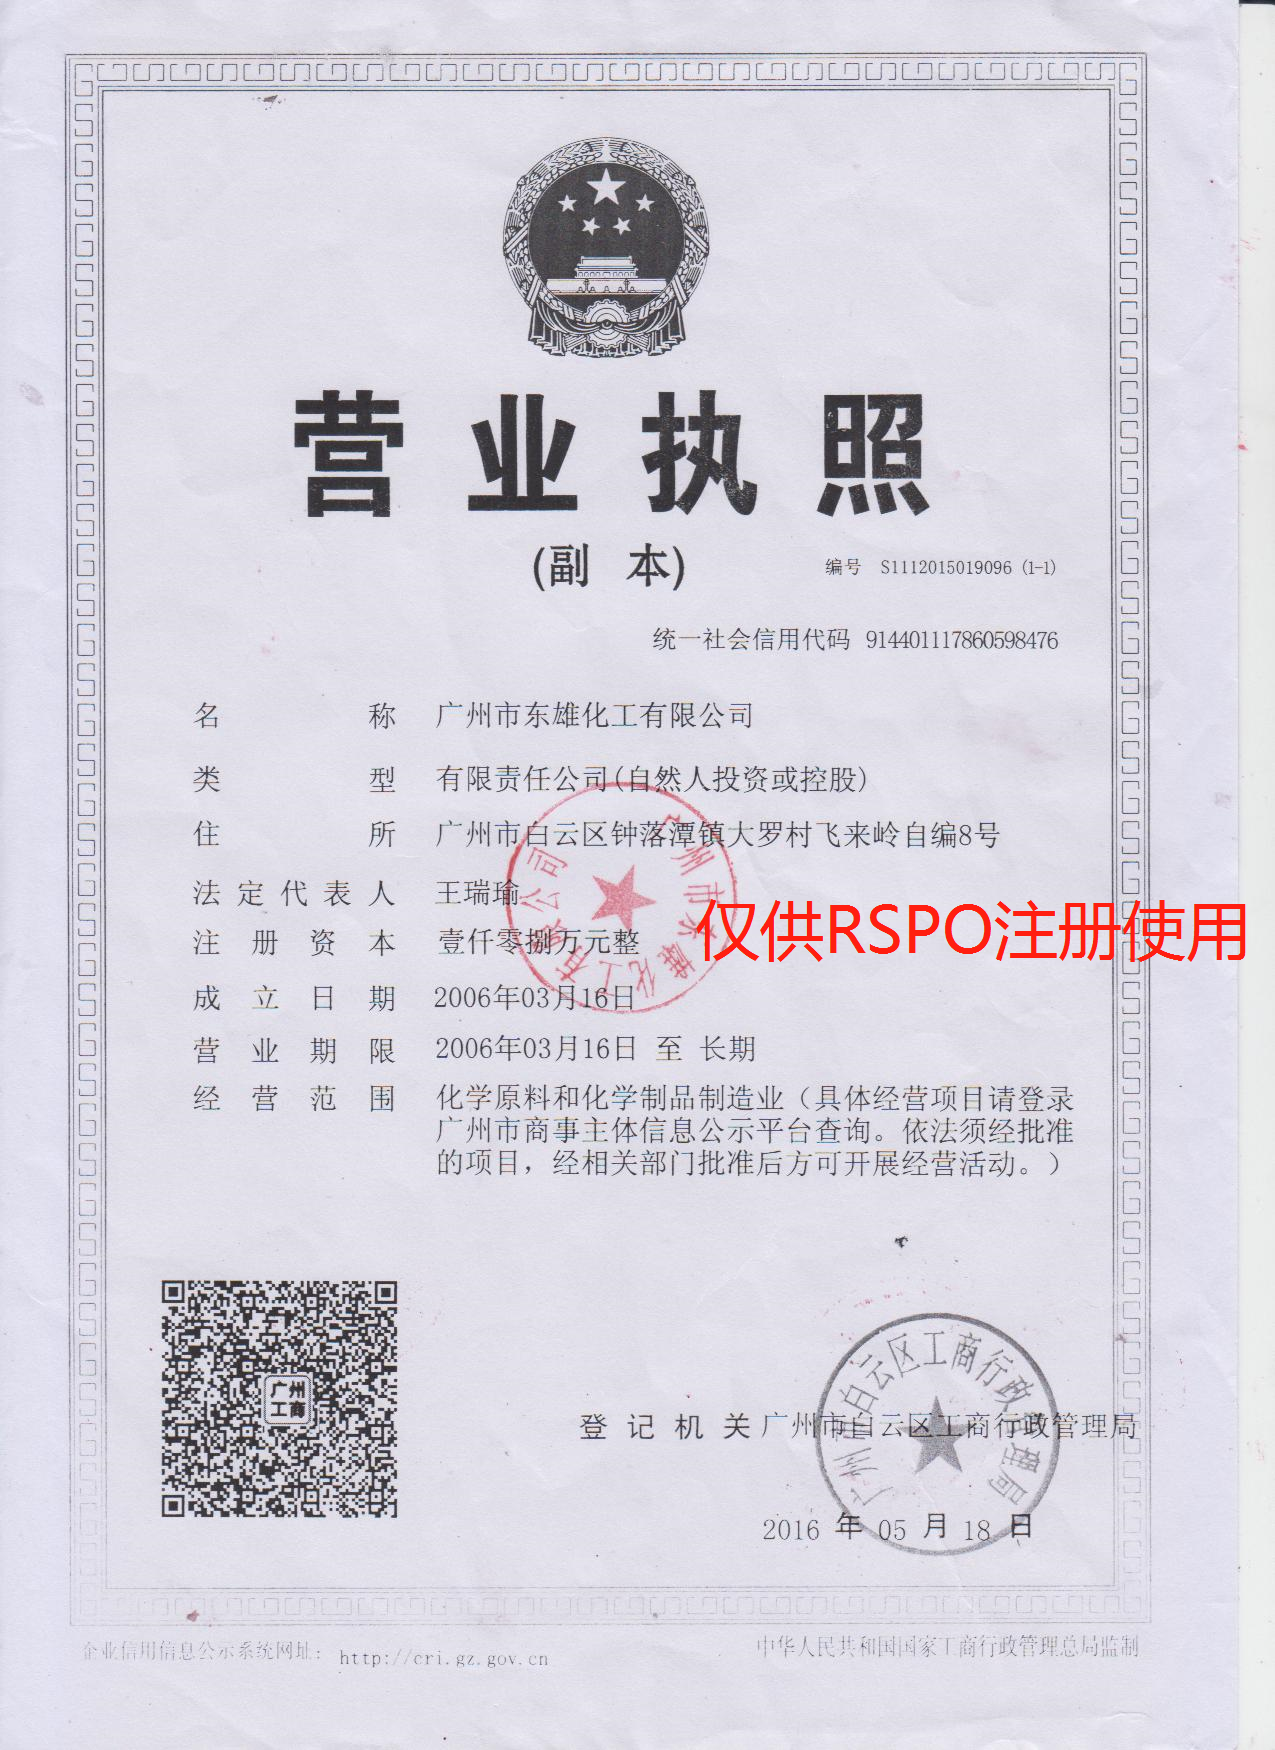 营业执照
(副本)
编号 S1112015019096 (1-1)
统一社会信用代码 914401117860598476
名称 广州市东雄化工有限公司
类型 有限责任公司(自然人投资或控股)
住所 广州市白云区钟落潭镇大罗村飞来岭自编8号
法定代表人 王瑞瑜
注册资本 壹仟零捌万元整
成立日期 2006年03月16日
营业期限 2006年03月16日 至 长期
经营范围 化学原料和化学制品制造业（具体经营项目请登录
广州市商事主体信息公示平台查询。依法须经批准
的项目，经相关部门批准后方可开展经营活动。）
广州市东雄化工有限公司
仅供RSPO注册使用
广州
工商
登记机关 广州市白云区工商行政管理局
广州市白云区工商行政管理局
2016 年 05 月 18 日
企业信用信息公示系统网址: http://cri.gz.gov.cn
中华人民共和国国家工商行政管理总局监制